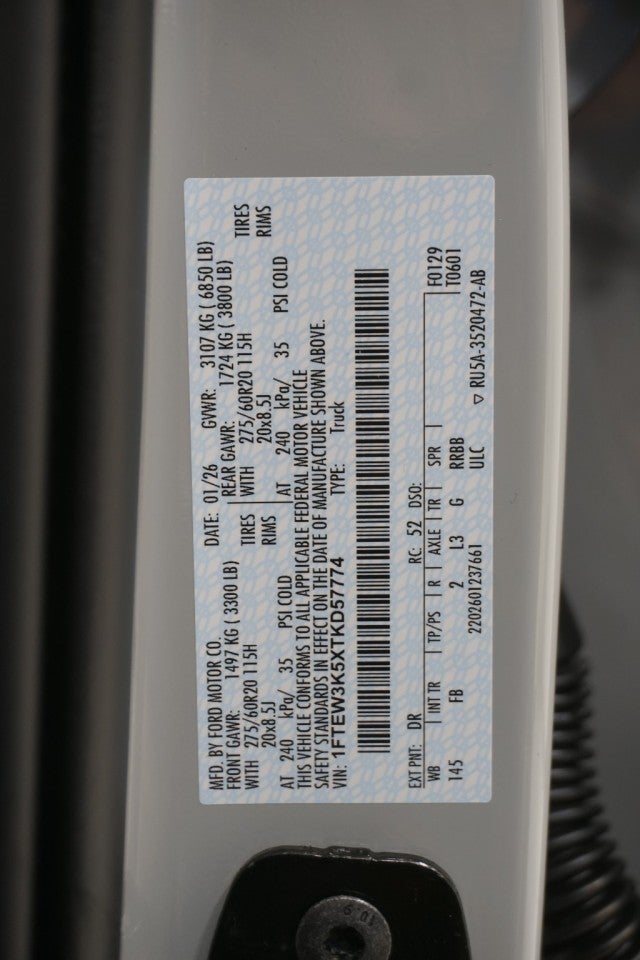 MFD. BY FORD MOTOR CO. DATE: 01/26 GVWR: 3107 KG ( 6850 LB)
FRONT GAWR: 1497 KG ( 3300 LB) REAR GAWR: 1724 KG ( 3800 LB)
WITH 275/60R20 115H TIRES WITH 275/60R20 115H TIRES
20x8.5J RIMS 20x8.5J RIMS
AT 240 kPa/ 35 PSI COLD AT 240 kPa/ 35 PSI COLD
THIS VEHICLE CONFORMS TO ALL APPLICABLE FEDERAL MOTOR VEHICLE
SAFETY STANDARDS IN EFFECT ON THE DATE OF MANUFACTURE SHOWN ABOVE.
VIN: 1FTEW3K5XTKD57774 TYPE: Truck
EXT PNT: DR RC: 52 DSO: F0129
WB INT TR TP/PS R AXLE TR SPR T0601
145 FB 2 L3 G RRBB
2202601237661 ULC ▽ RU5A-3520472-AB
10.9